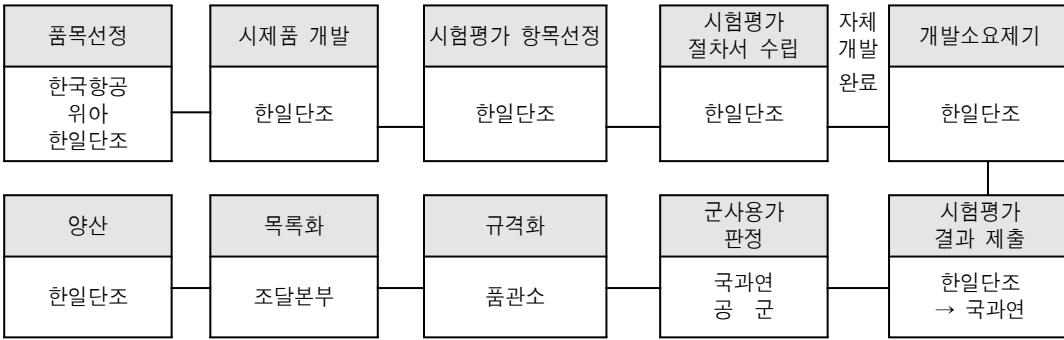 품목선정
한국항공
위아
한일단조
시제품 개발
한일단조
시험평가 항목선정
한일단조
시험평가
절차서 수립
한일단조
자체
개발
완료
개발소요제기
한일단조
양산
한일단조
목록화
조달본부
규격화
품관소
군사용가
판정
국과연
공 군
시험평가
결과 제출
한일단조
→ 국과연